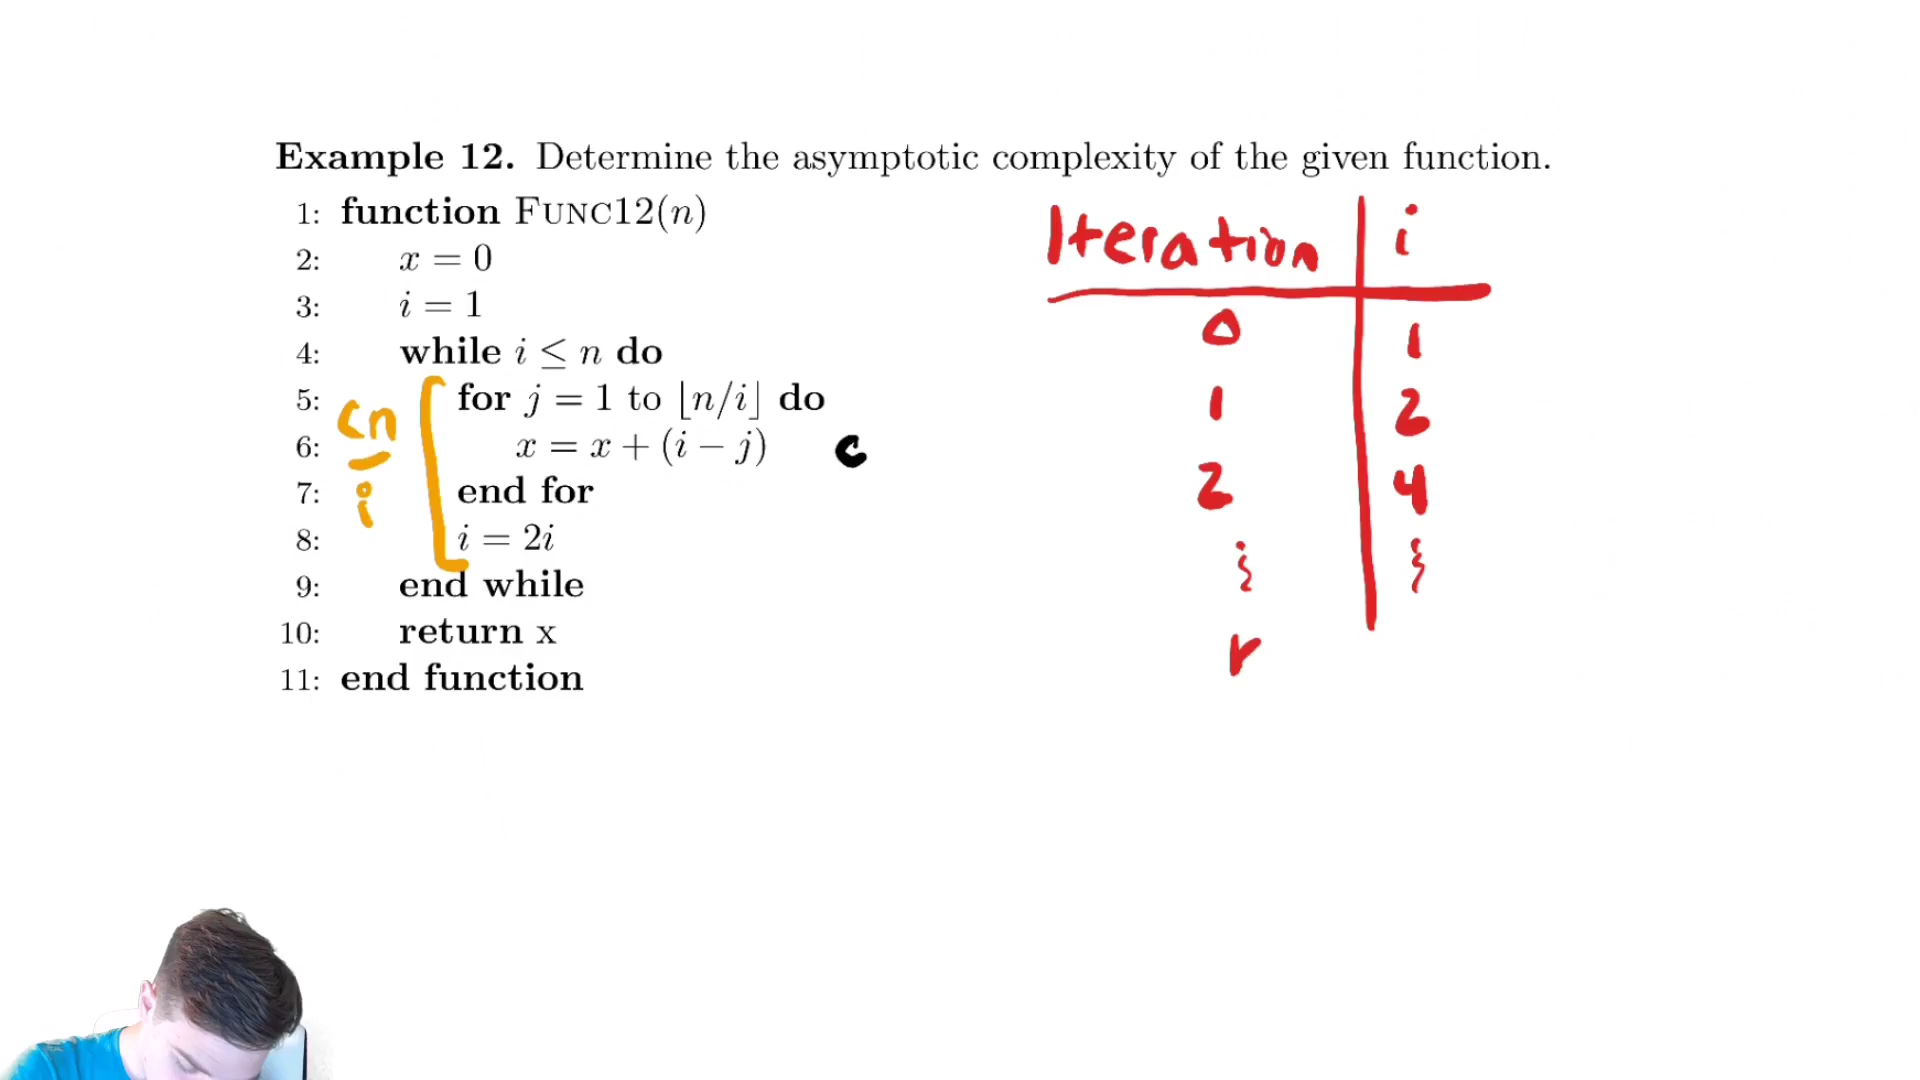 Example 12. Determine the asymptotic complexity of the given function.
1: function FUNC12(n)
2: x = 0
3: i = 1
4: while i ≤ n do
5: for j = 1 to ⌊n/i⌋ do
6: x = x + (i − j)
7: end for
8: i = 2i
9: end while
10: return x
11: end function
cn
i
c
Iteration i
0 1
1 2
2 4
r